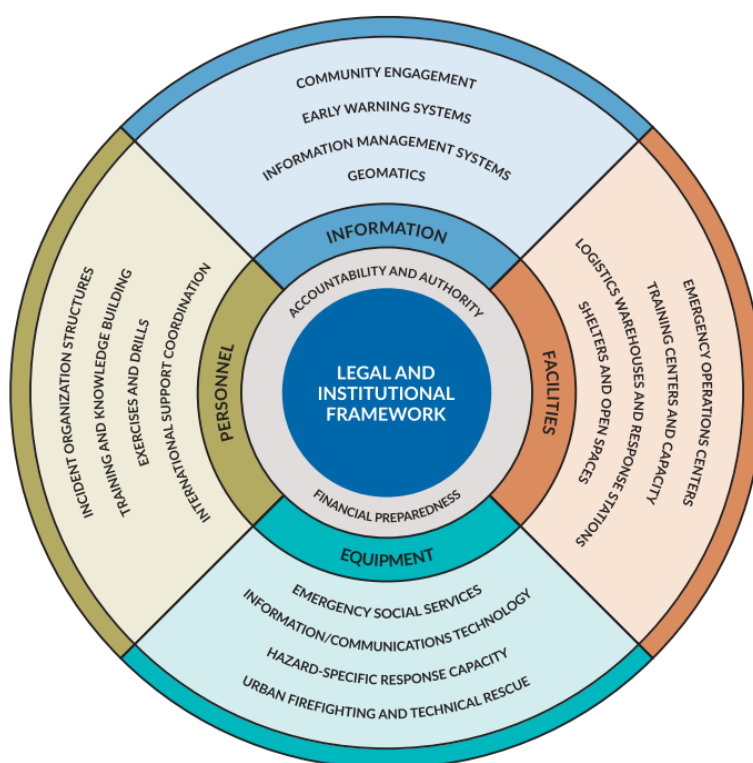 COMMUNITY ENGAGEMENT
EARLY WARNING SYSTEMS
INFORMATION MANAGEMENT SYSTEMS
GEOMATICS
INFORMATION
ACCOUNTABILITY AND AUTHORITY
LEGAL AND
INSTITUTIONAL
FRAMEWORK
FINANCIAL PREPAREDNESS
FACILITIES
EMERGENCY OPERATIONS CENTERS
TRAINING CENTERS AND CAPACITY
LOGISTICS WAREHOUSES AND RESPONSE STATIONS
SHELTERS AND OPEN SPACES
EQUIPMENT
EMERGENCY SOCIAL SERVICES
INFORMATION/COMMUNICATIONS TECHNOLOGY
HAZARD-SPECIFIC RESPONSE CAPACITY
URBAN FIREFIGHTING AND TECHNICAL RESCUE
PERSONNEL
INCIDENT ORGANIZATION STRUCTURES
TRAINING AND KNOWLEDGE BUILDING
EXERCISES AND DRILLS
INTERNATIONAL SUPPORT COORDINATION